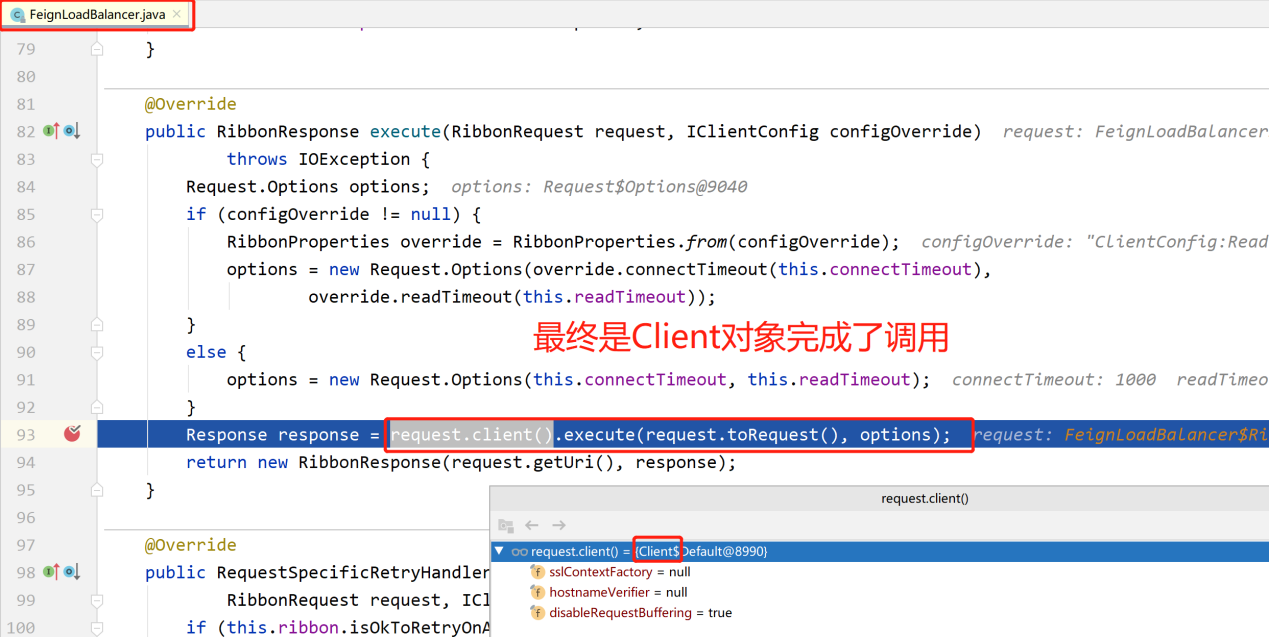 FeignLoadBalancer.java
79 }
80
81 @Override
82 public RibbonResponse execute(RibbonRequest request, IClientConfig configOverride) request: FeignLoadBalancer
83 throws IOException {
84 Request.Options options; options: Request$Options@9040
85 if (configOverride != null) {
86 RibbonProperties override = RibbonProperties.from(configOverride); configOverride: "ClientConfig:Read
87 options = new Request.Options(override.connectTimeout(this.connectTimeout),
88 override.readTimeout(this.readTimeout));
89 }
最终是Client对象完成了调用
90 else {
91 options = new Request.Options(this.connectTimeout, this.readTimeout); connectTimeout: 1000 readTimeo
92 }
93 Response response = request.client().execute(request.toRequest(), options); request: FeignLoadBalancer$Ri
94 return new RibbonResponse(request.getUri(), response);
95 }
96
97 @Override
98 public RequestSpecificRetryHandler
99 RibbonRequest request, ICl
100 if (this.ribbon.isOkToRetryOnA
request.client()
request.client() = {Client$Default@8990}
sslContextFactory = null
hostnameVerifier = null
disableRequestBuffering = true